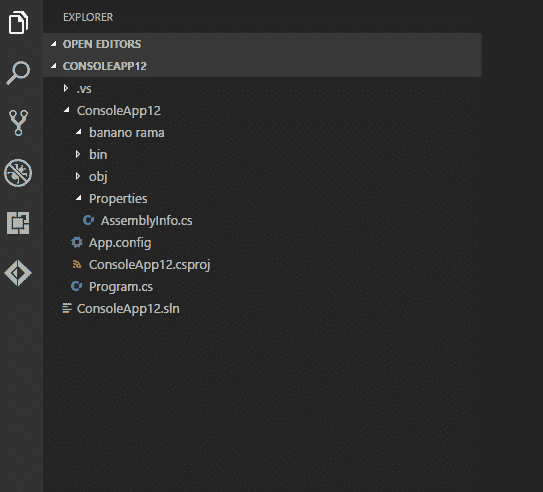 EXPLORER
OPEN EDITORS
CONSOLEAPP12
.vs
ConsoleApp12
banano rama
bin
obj
Properties
AssemblyInfo.cs
App.config
ConsoleApp12.csproj
Program.cs
ConsoleApp12.sln